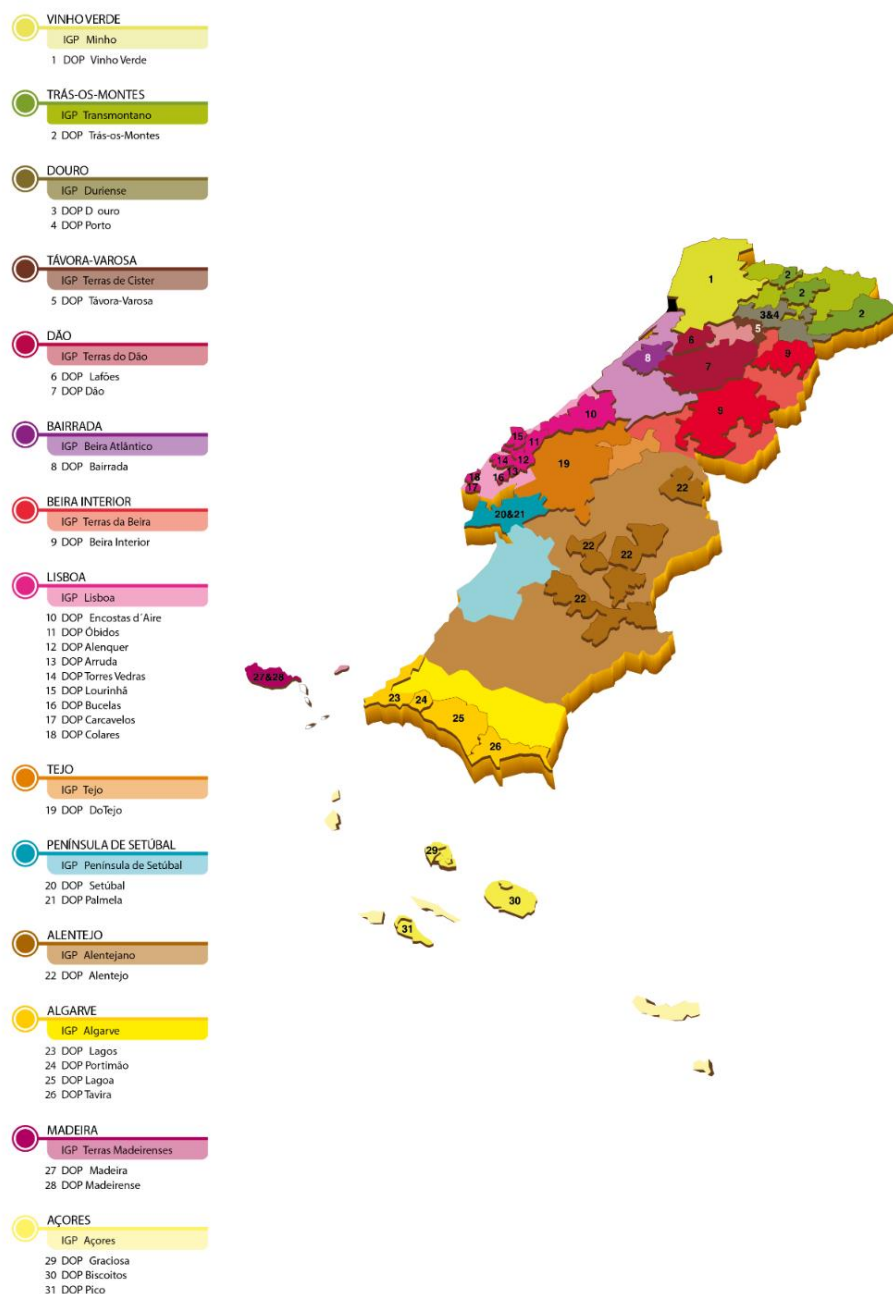 VINHO VERDE
IGP Minho
1 DOP Vinho Verde
TRÁS-OS-MONTES
IGP Transmontano
2 DOP Trás-os-Montes
DOURO
IGP Duriense
3 DOP D ouro
4 DOP Porto
TÁVORA-VAROSA
IGP Terras de Cister
5 DOP Távora-Varosa
DÃO
IGP Terras do Dão
6 DOP Lafões
7 DOP Dão
BAIRRADA
IGP Beira Atlântico
8 DOP Bairrada
BEIRA INTERIOR
IGP Terras da Beira
9 DOP Beira Interior
LISBOA
IGP Lisboa
10 DOP Encostas d´Aire
11 DOP Óbidos
12 DOP Alenquer
13 DOP Arruda
14 DOP Torres Vedras
15 DOP Lourinhã
16 DOP Bucelas
17 DOP Carcavelos
18 DOP Colares
TEJO
IGP Tejo
19 DOP DoTejo
PENÍNSULA DE SETÚBAL
IGP Península de Setúbal
20 DOP Setúbal
21 DOP Palmela
ALENTEJO
IGP Alentejano
22 DOP Alentejo
ALGARVE
IGP Algarve
23 DOP Lagos
24 DOP Portimão
25 DOP Lagoa
26 DOP Tavira
MADEIRA
IGP Terras Madeirenses
27 DOP Madeira
28 DOP Madeirense
AÇORES
IGP Açores
29 DOP Graciosa
30 DOP Biscoitos
31 DOP Pico
1
2
2
3&4
2
5
6
8
7
9
9
10
15
11
14
12
13
16
18
17
19
22
20&21
22
22
22
27&28
23
24
25
26
29
30
31